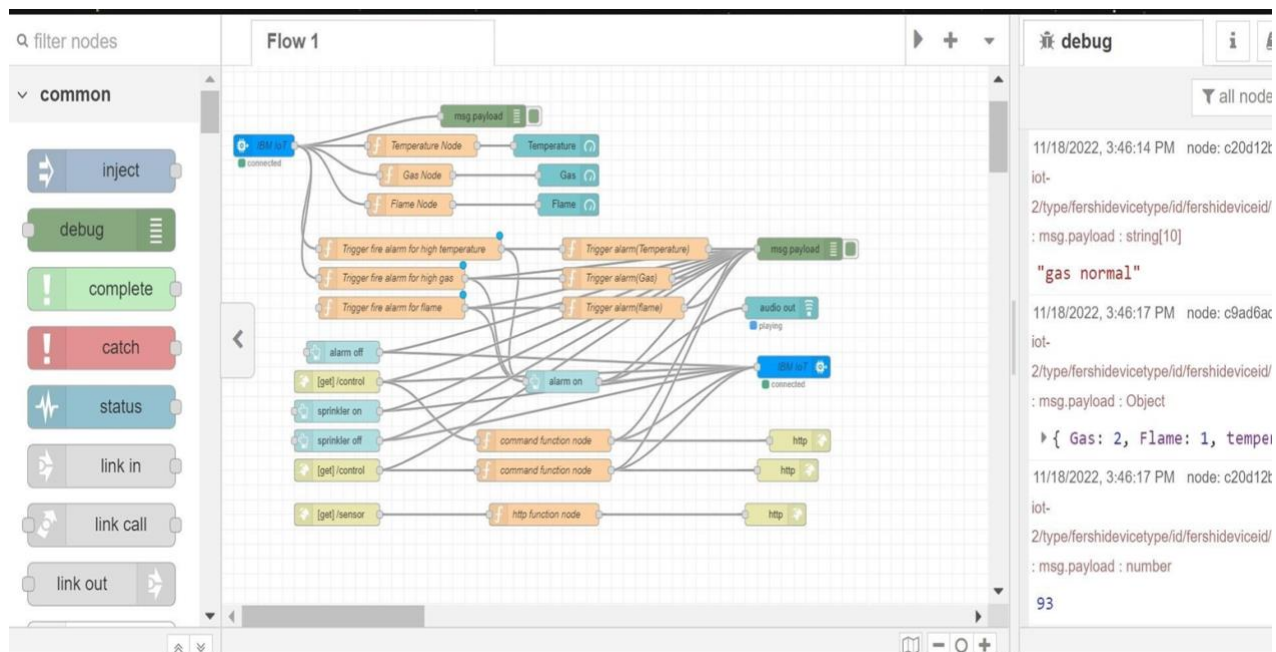 filter nodes
common
inject
debug
complete
catch
status
link in
link call
link out
Flow 1
msg.payload
IBM IoT
connected
Temperature Node
Temperature
Gas Node
Gas
Flame Node
Flame
Trigger fire alarm for high temperature
Trigger alarm(Temperature)
msg.payload
Trigger fire alarm for high gas
Trigger alarm(Gas)
Trigger fire alarm for flame
Trigger alarm(flame)
audio out
playing
alarm off
IBM IoT
connected
[get] /control
alarm on
sprinkler on
sprinkler off
command function node
http
[get] /control
command function node
http
[get] /sensor
http function node
http
debug
i
all node
11/18/2022, 3:46:14 PM node: c20d12b
iot-
2/type/fershidevicetype/id/fershideviceid/
: msg.payload : string[10]
"gas normal"
11/18/2022, 3:46:17 PM node: c9ad6ac
iot-
2/type/fershidevicetype/id/fershideviceid/
: msg.payload : Object
{ Gas: 2, Flame: 1, temper
11/18/2022, 3:46:17 PM node: c20d12b
iot-
2/type/fershidevicetype/id/fershideviceid/
: msg.payload : number
93